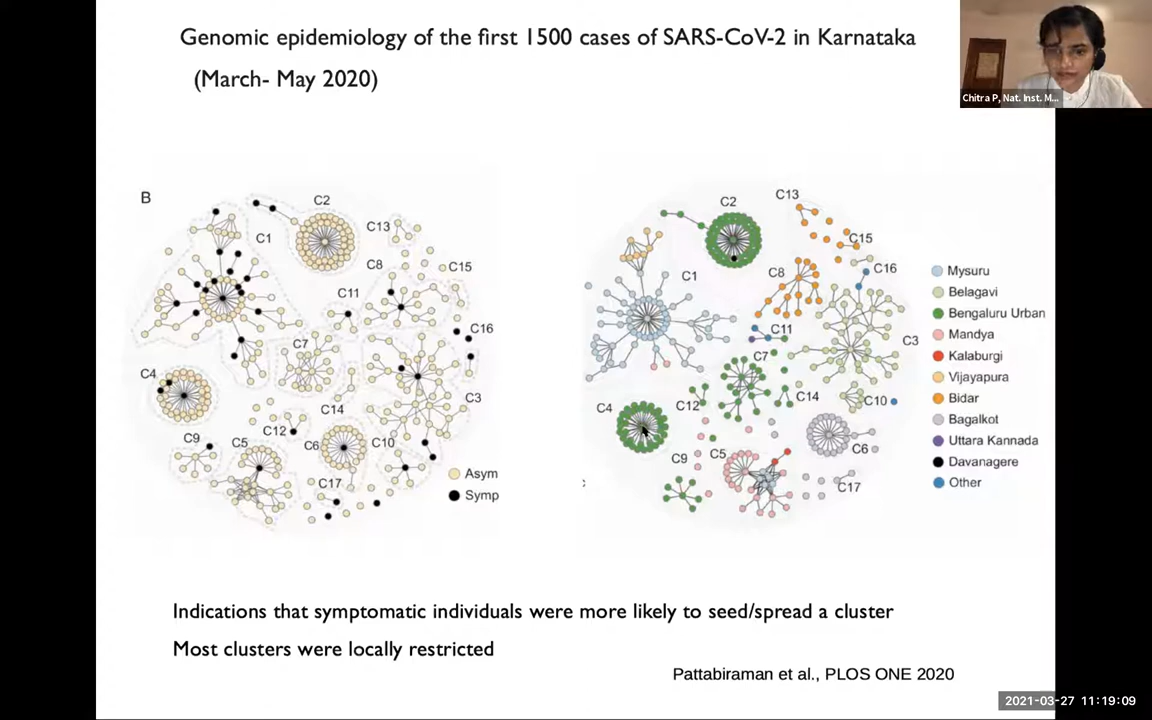 Genomic epidemiology of the first 1500 cases of SARS-CoV-2 in Karnataka
(March- May 2020)
Chitra P, Nat. Inst. M...
B
C2
C1
C13
C8
C15
C11
C16
C7
C4
C3
C14
C12
C6
C10
C9
C5
C17
Asym
Symp
C2
C13
C15
C1
C8
C16
C11
C3
C7
C10
C4
C12
C14
C6
C9
C5
C17
Mysuru
Belagavi
Bengaluru Urban
Mandya
Kalaburgi
Vijayapura
Bidar
Bagalkot
Uttara Kannada
Davanagere
Other
Indications that symptomatic individuals were more likely to seed/spread a cluster
Most clusters were locally restricted
Pattabiraman et al., PLOS ONE 2020
2021-03-27 11:19:09